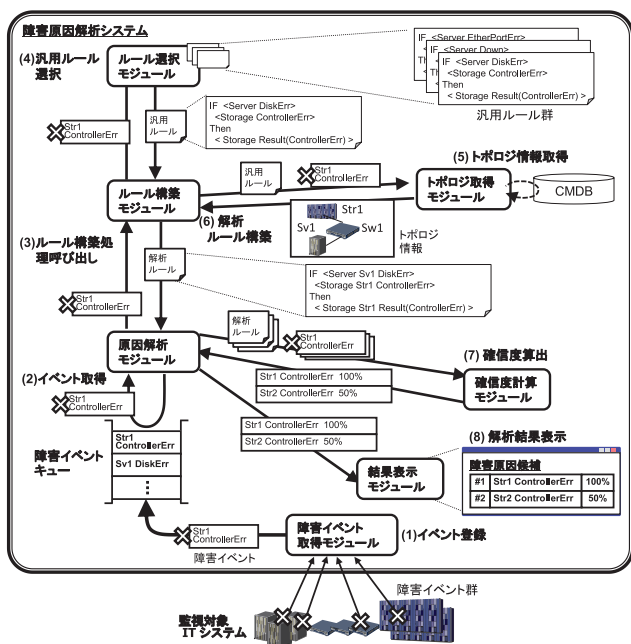 障害原因解析システム
(4)汎用ルール
選択
ルール選択
モジュール
IF <Server EtherPortErr>
IF <Server Down>
IF <Server DiskErr>
<Storage ControllerErr>
Then
< Storage Result(ControllerErr) >
汎用ルール群
Str1
ControllerErr
汎用
ルール
IF <Server DiskErr>
<Storage ControllerErr>
Then
< Storage Result(ControllerErr) >
ルール構築
モジュール
汎用
ルール
Str1
ControllerErr
(5)トポロジ情報取得
トポロジ取得
モジュール
CMDB
(6)解析
ルール構築
Str1
Sv1
Sw1
トポロジ
情報
(3)ルール構築処
理呼び出し
解析
ルール
IF <Server Sv1 DiskErr>
<Storage Str1 ControllerErr>
Then
< Storage Str1 Result(ControllerErr) >
Str1
ControllerErr
原因解析
モジュール
解析
ルール
Str1
ControllerErr
(7)確信度算出
確信度計算
モジュール
Str1 ControllerErr 100%
Str2 ControllerErr 50%
(2)イベント取得
Str1
ControllerErr
Str1 ControllerErr 100%
Str2 ControllerErr 50%
障害イベント
キュー
Str1
ControllerErr
Sv1 DiskErr
⋮
(8)解析結果表示
結果表示
モジュール
障害原因候補
#1 Str1 ControllerErr 100%
#2 Str2 ControllerErr 50%
Str1
ControllerErr
障害イベント
障害イベント
取得モジュール
(1)イベント登録
障害イベント群
監視対象
ITシステム